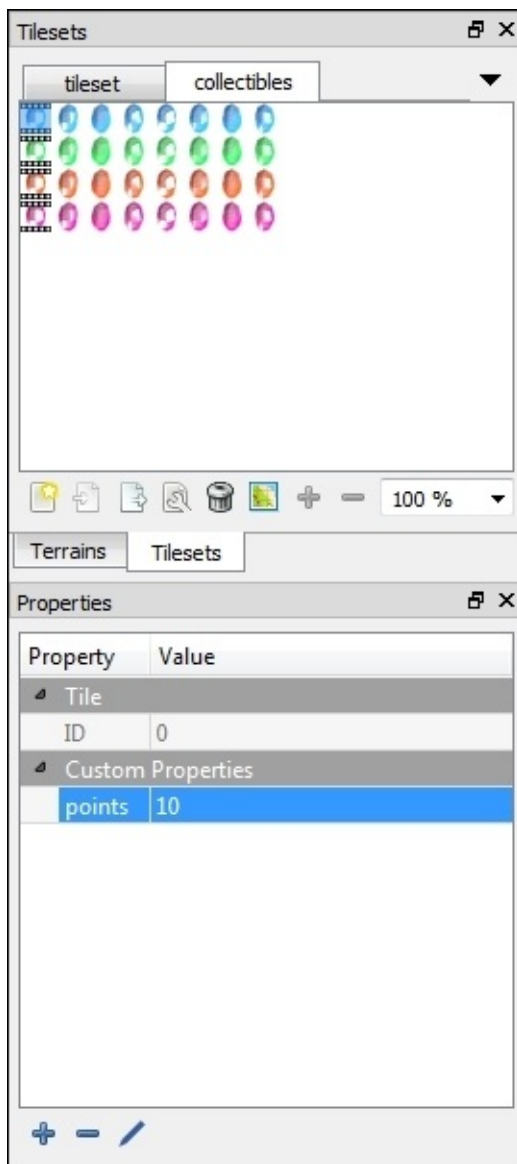 Tilesets
tileset collectibles
100 %
Terrains Tilesets
Properties
Property Value
Tile
ID 0
Custom Properties
points 10